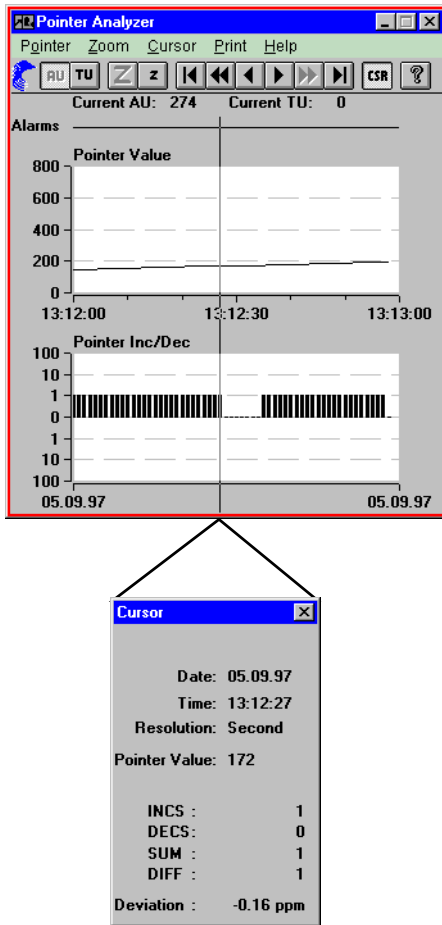 Pointer Analyzer
Pointer Zoom Cursor Print Help
AU TU Z z CSR ?
Current AU: 274 Current TU: 0
Alarms
Pointer Value
800
600
400
200
0
13:12:00 13:12:30 13:13:00
Pointer Inc/Dec
100
10
1
0
1
10
100
05.09.97 05.09.97
Cursor
Date: 05.09.97
Time: 13:12:27
Resolution: Second
Pointer Value: 172
INCS : 1
DECS: 0
SUM : 1
DIFF : 1
Deviation : -0.16 ppm